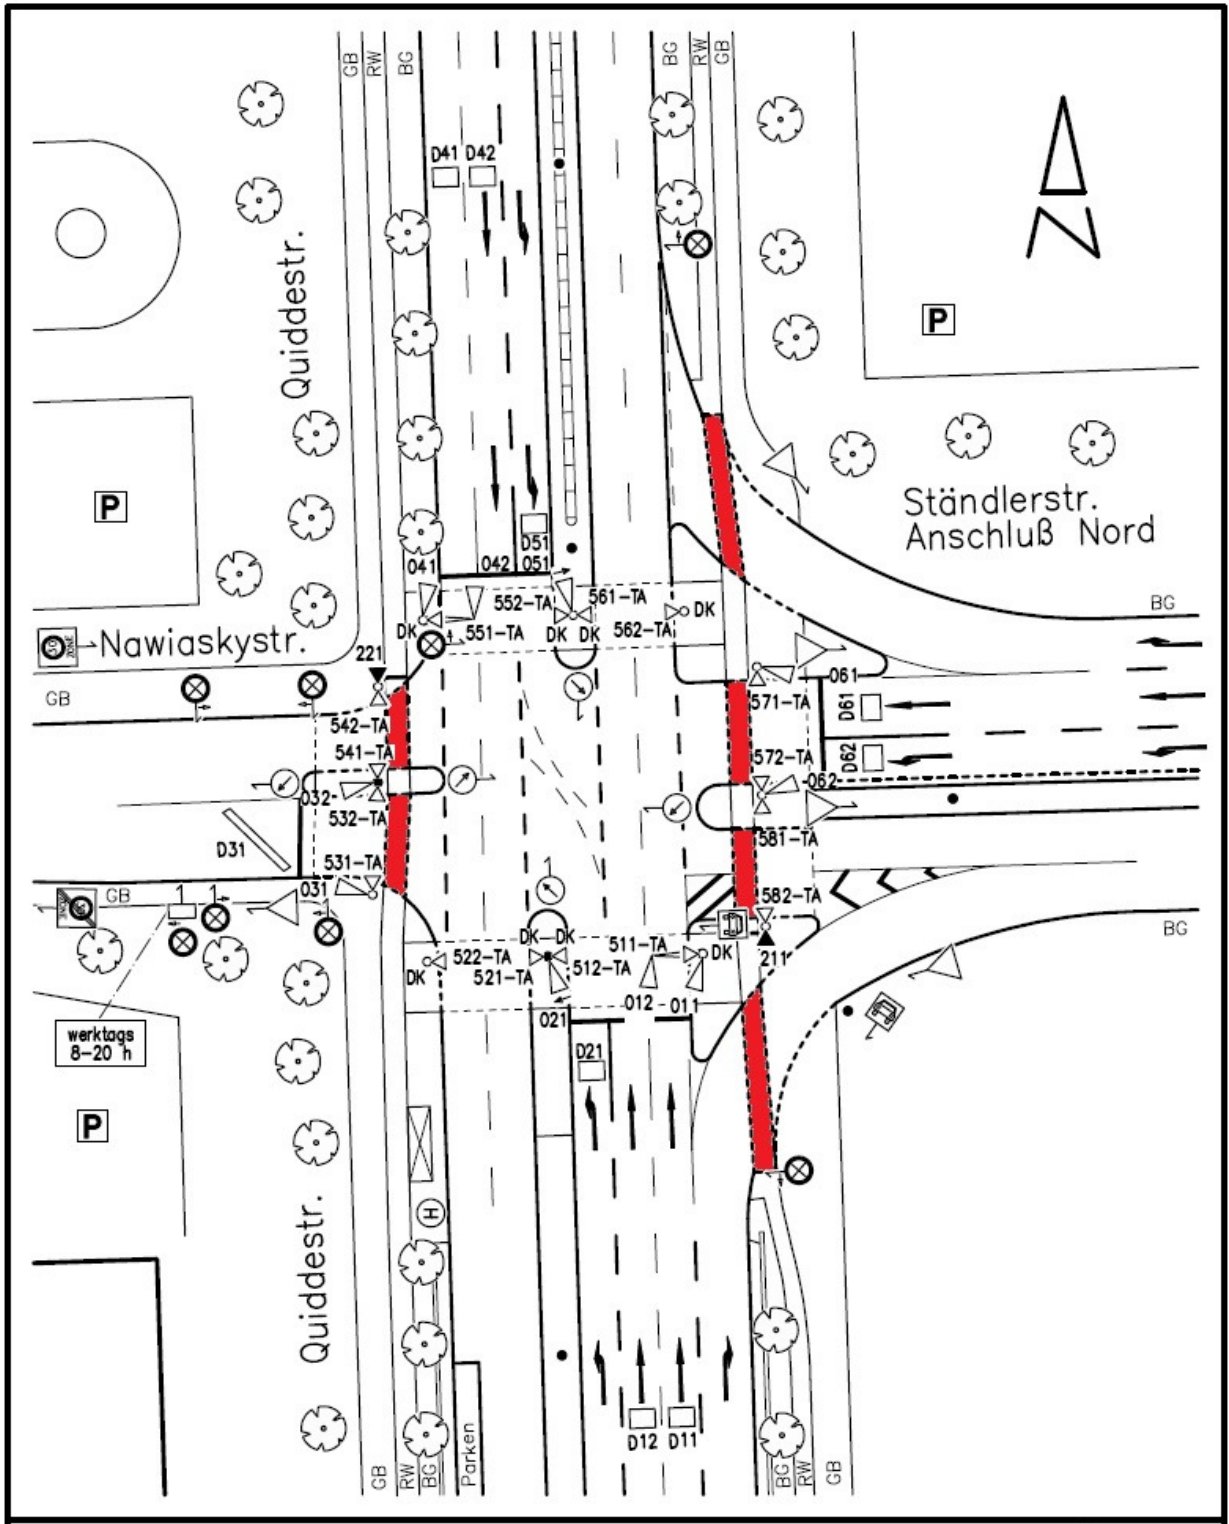 GB
RW
BG
BG
RW
GB
D41 D42
Quiddestr.
P
N
P
Ständlerstr.
Anschluß Nord
D51
041
042
051
552-TA
561-TA
DK
551-TA
DK
DK
562-TA
DK
BG
ZONE
Nawiaskystr.
221
GB
061
571-TA
D61
542-TA
541-TA
572-TA
D62
062
032
532-TA
D31
581-TA
531-TA
031
GB
582-TA
1
1
1
DK
DK
511-TA
DK
211
BG
522-TA
521-TA
512-TA
DK
012
011
021
werktags
8-20 h
D21
P
H
Quiddestr.
D12 D11
GB
RW
BG
Parken
BG
RW
GB